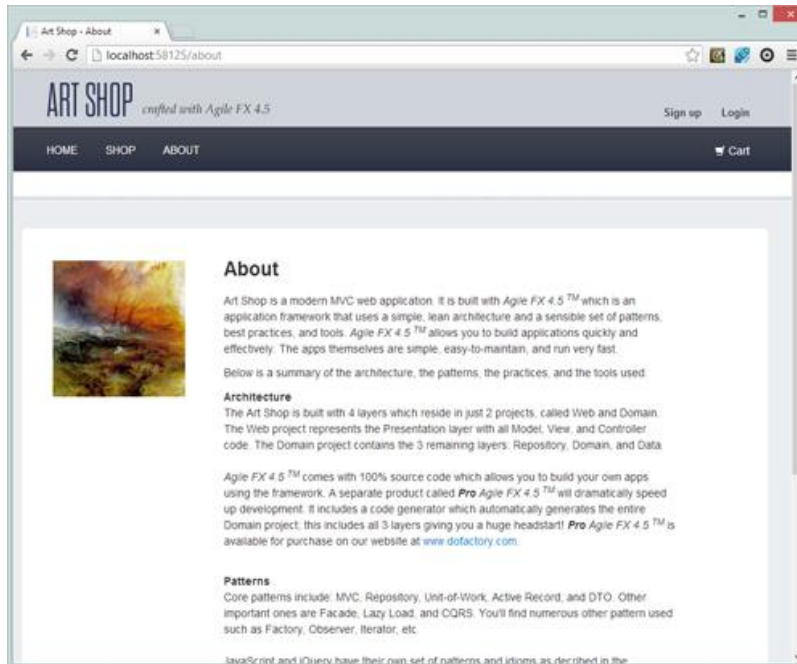 Art Shop - About
localhost:58125/about
ART SHOP crafted with Agile FX 4.5
Sign up Login
HOME SHOP ABOUT Cart
About
Art Shop is a modern MVC web application. It is built with Agile FX 4.5 TM which is an
application framework that uses a simple, lean architecture and a sensible set of patterns,
best practices, and tools. Agile FX 4.5 TM allows you to build applications quickly and
effectively. The apps themselves are simple, easy-to-maintain, and run very fast.
Below is a summary of the architecture, the patterns, the practices, and the tools used.
Architecture
The Art Shop is built with 4 layers which reside in just 2 projects, called Web and Domain.
The Web project represents the Presentation layer with all Model, View, and Controller
code. The Domain project contains the 3 remaining layers: Repository, Domain, and Data.
Agile FX 4.5 TM comes with 100% source code which allows you to build your own apps
using the framework. A separate product called Pro Agile FX 4.5 TM will dramatically speed
up development. It includes a code generator which automatically generates the entire
Domain project; this includes all 3 layers giving you a huge headstart! Pro Agile FX 4.5 TM is
available for purchase on our website at www.dofactory.com.
Patterns
Core patterns include: MVC, Repository, Unit-of-Work, Active Record, and DTO. Other
important ones are Facade, Lazy Load, and CQRS. You'll find numerous other pattern used
such as Factory, Observer, Iterator, etc.
JavaScript and jQuery have their own set of patterns and idioms as decribed in the